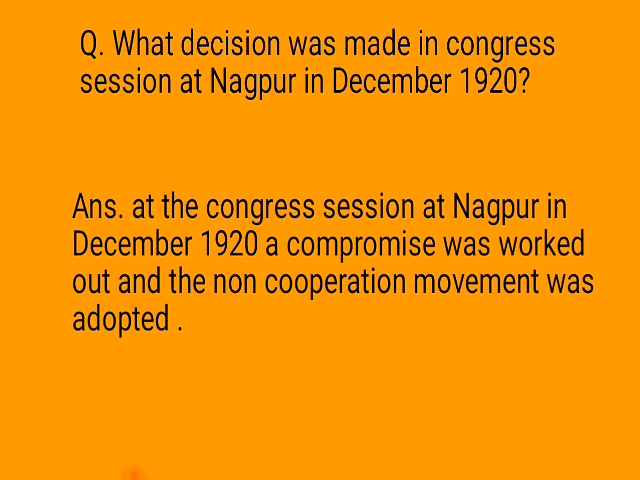 Q. What decision was made in congress
session at Nagpur in December 1920?
Ans. at the congress session at Nagpur in
December 1920 a compromise was worked
out and the non cooperation movement was
adopted .